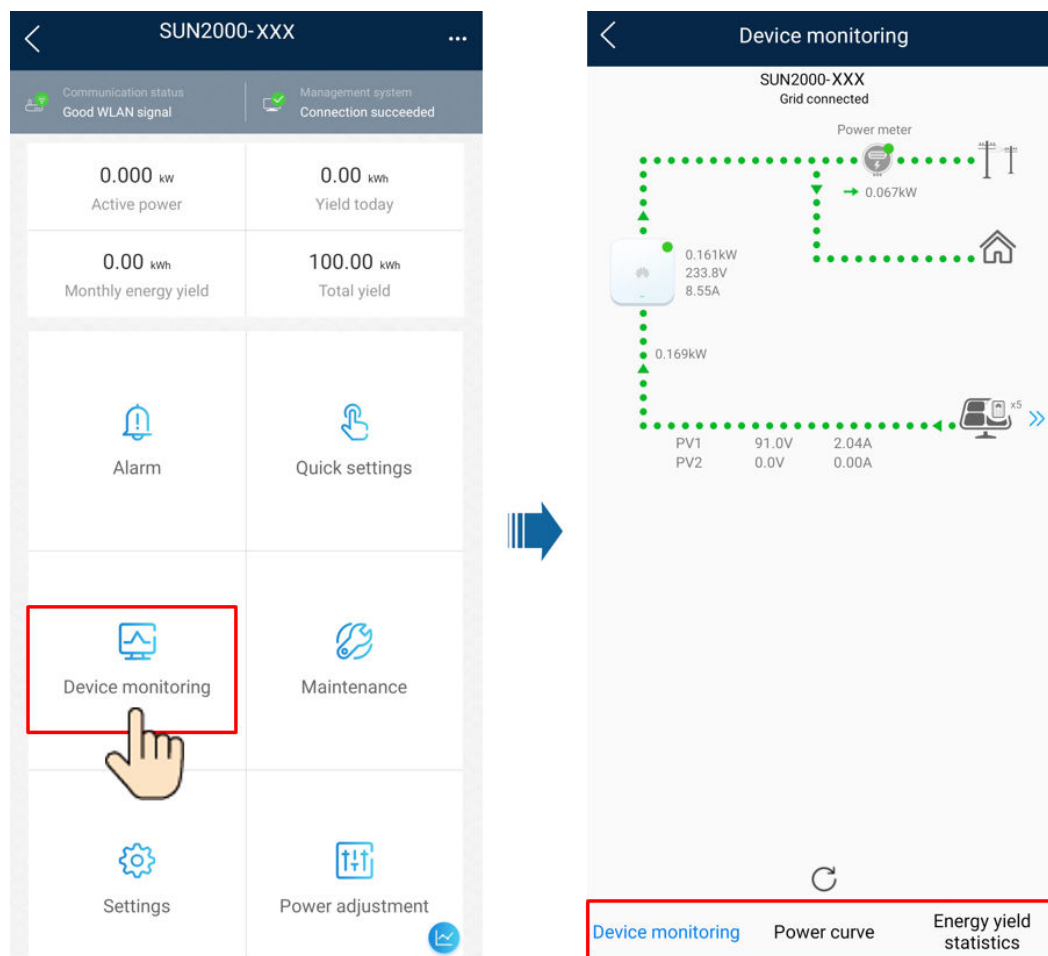 SUN2000-XXX
...
Communication status
Good WLAN signal
Management system
Connection succeeded
0.000 kW
Active power
0.00 kWh
Yield today
0.00 kWh
Monthly energy yield
100.00 kWh
Total yield
Alarm
Quick settings
Device monitoring
Maintenance
Settings
Power adjustment
Device monitoring
SUN2000-XXX
Grid connected
Power meter
0.067kW
0.161kW
233.8V
8.55A
0.169kW
x5
PV1 91.0V 2.04A
PV2 0.0V 0.00A
Device monitoring
Power curve
Energy yield
statistics